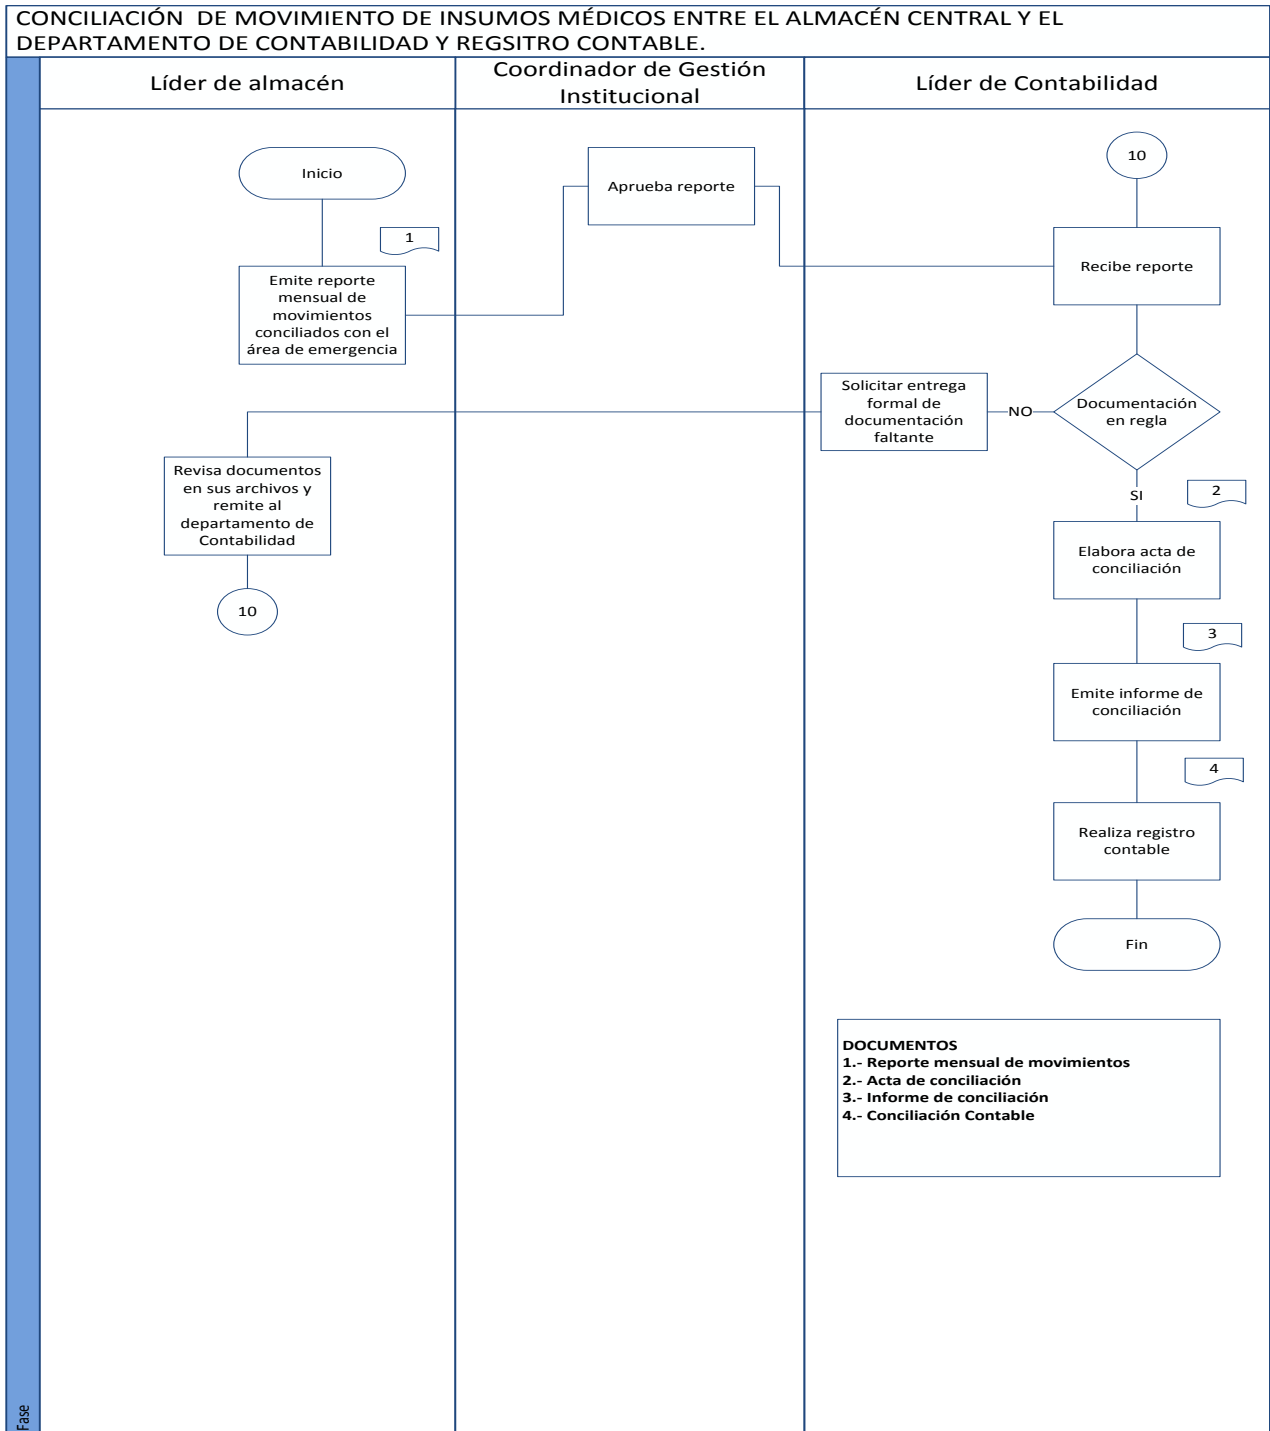 CONCILIACIÓN  DE MOVIMIENTO DE INSUMOS MÉDICOS ENTRE EL ALMACÉN CENTRAL Y EL
DEPARTAMENTO DE CONTABILIDAD Y REGSITRO CONTABLE.
Líder de almacén
Coordinador de Gestión
Institucional
Líder de Contabilidad
Inicio
1
Emite reporte
mensual de
movimientos
conciliados con el
área de emergencia
Aprueba reporte
10
Recibe reporte
Documentación
en regla
NO
Solicitar entrega
formal de
documentación
faltante
Revisa documentos
en sus archivos y
remite al
departamento de
Contabilidad
10
SI
2
Elabora acta de
conciliación
3
Emite informe de
conciliación
4
Realiza registro
contable
Fin
DOCUMENTOS
1.- Reporte mensual de movimientos
2.- Acta de conciliación
3.- Informe de conciliación
4.- Conciliación Contable
Fase